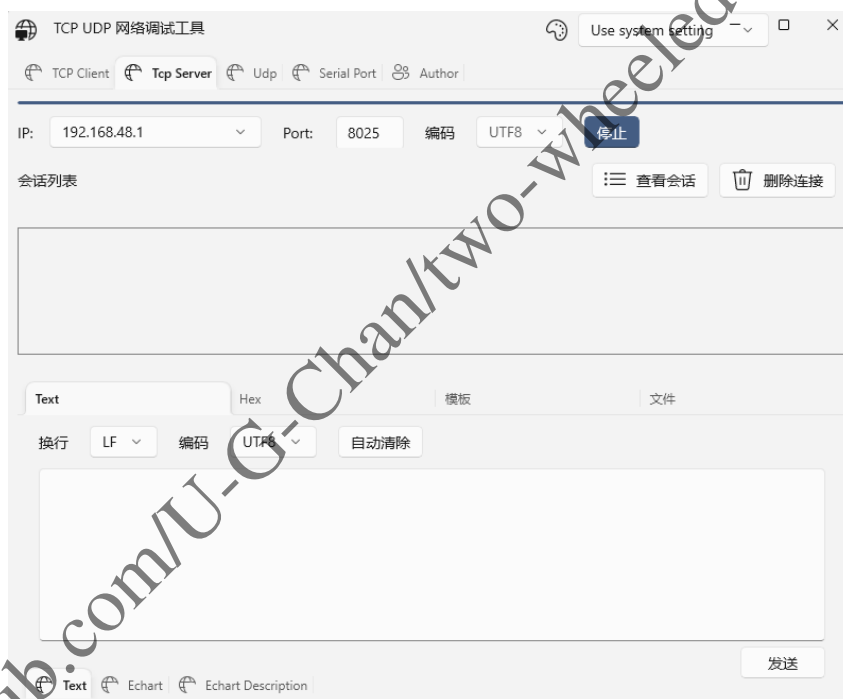 TCP UDP 网络调试工具
Use system setting
TCP Client Tcp Server Udp Serial Port Author
IP: 192.168.48.1 Port: 8025 编码 UTF8 停止
会话列表 查看会话 删除连接
Text Hex 模板 文件
换行 LF 编码 UTF8 自动清除
发送
Text Echart Echart Description
ub.com/U-G-Chan/two-wheeled